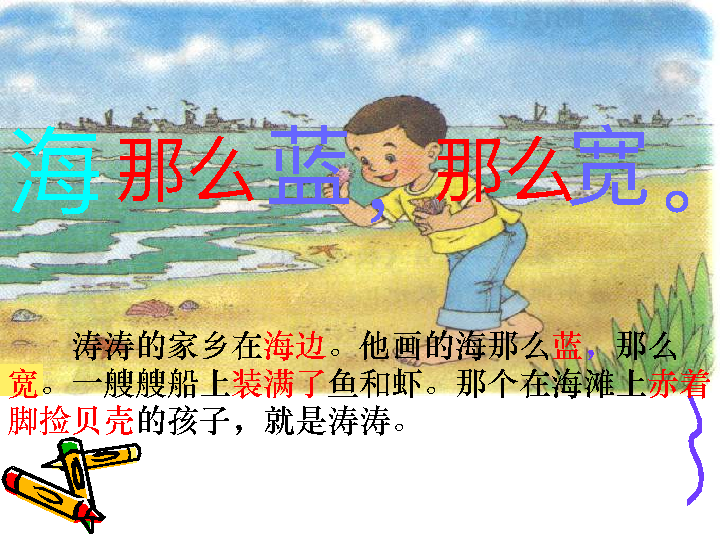 海那么蓝，那么宽。
涛涛的家乡在海边。他画的海那么蓝，那么
宽。一艘艘船上装满了鱼和虾。那个在海滩上赤着
脚捡贝壳的孩子，就是涛涛。